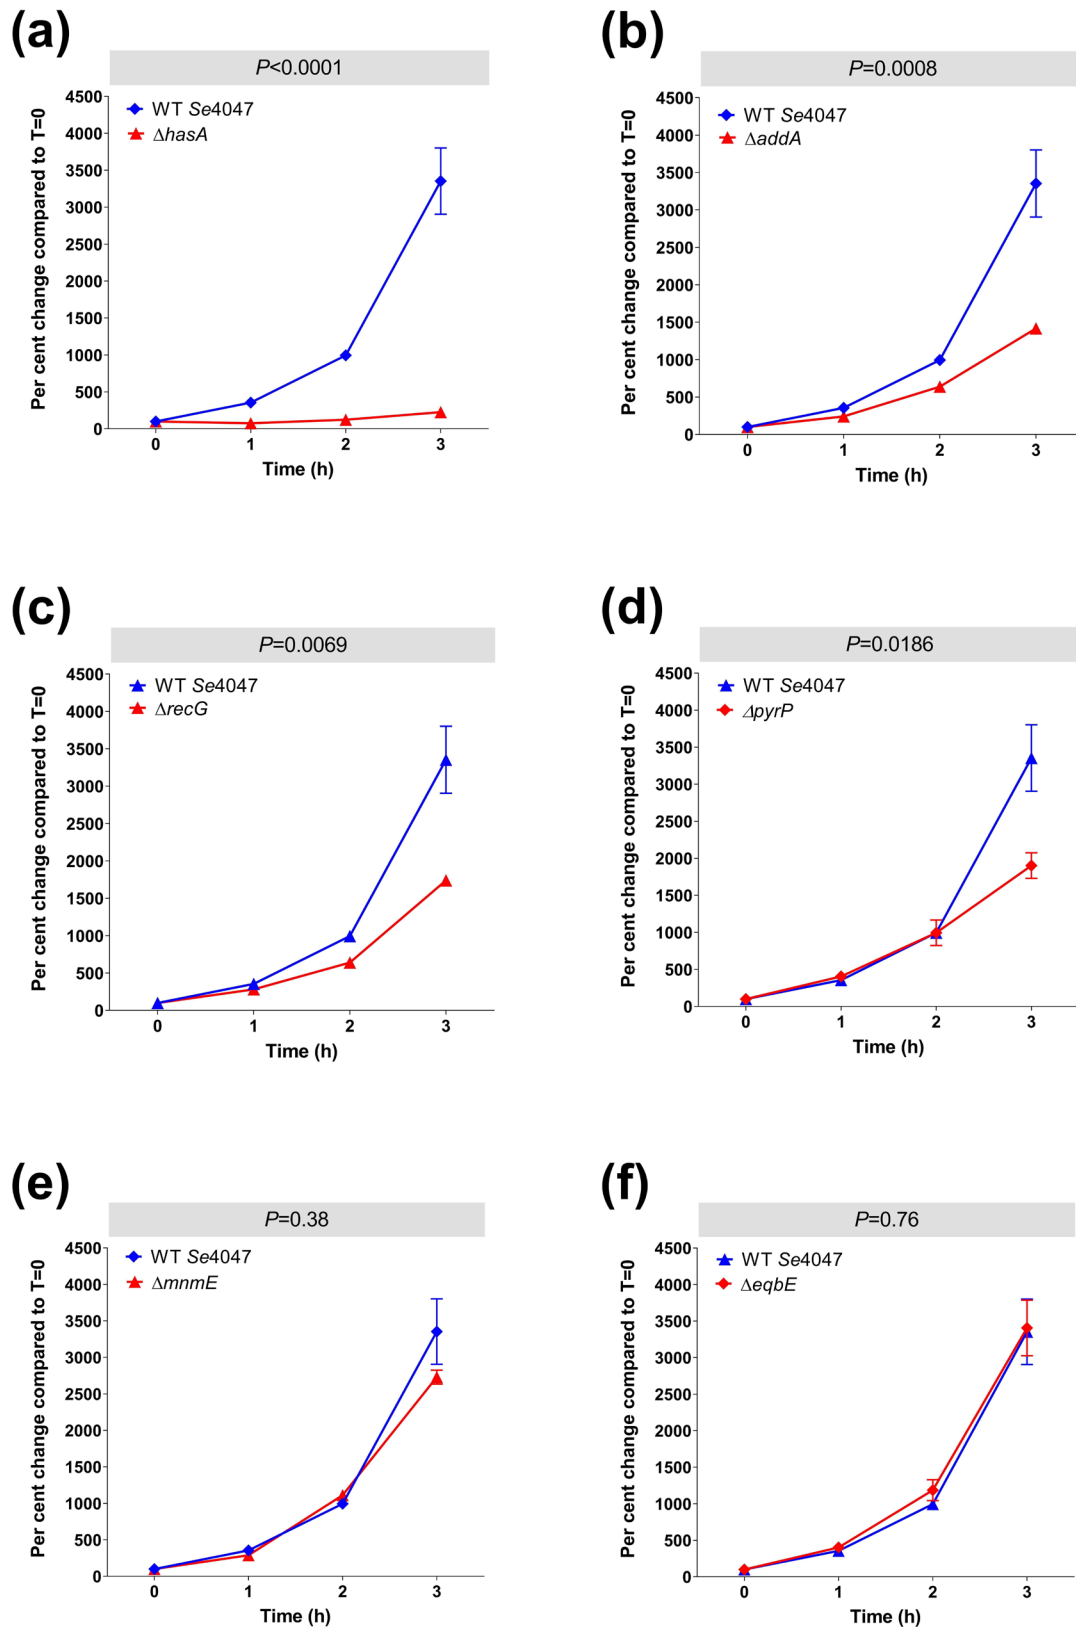 (a)
P<0.0001
4500
4000
3500
3000
2500
2000
1500
1000
500
0
Per cent change compared to T=0
WT Se4047
ΔhasA
0 1 2 3
Time (h)
(b)
P=0.0008
4500
4000
3500
3000
2500
2000
1500
1000
500
0
Per cent change compared to T=0
WT Se4047
ΔaddA
0 1 2 3
Time (h)
(c)
P=0.0069
4500
4000
3500
3000
2500
2000
1500
1000
500
0
Per cent change compared to T=0
WT Se4047
ΔrecG
0 1 2 3
Time (h)
(d)
P=0.0186
4500
4000
3500
3000
2500
2000
1500
1000
500
0
Per cent change compared to T=0
WT Se4047
ΔpyrP
0 1 2 3
Time (h)
(e)
P=0.38
4500
4000
3500
3000
2500
2000
1500
1000
500
0
Per cent change compared to T=0
WT Se4047
ΔmnmE
0 1 2 3
Time (h)
(f)
P=0.76
4500
4000
3500
3000
2500
2000
1500
1000
500
0
Per cent change compared to T=0
WT Se4047
ΔeqbE
0 1 2 3
Time (h)